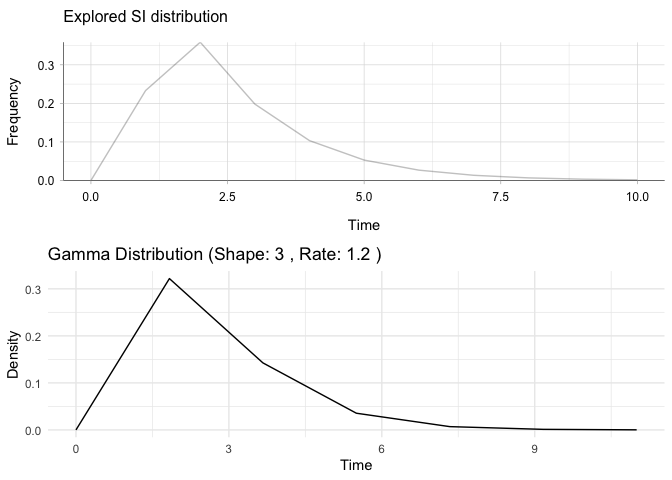 Explored SI distribution
Frequency
0.3
0.2
0.1
0.0
0.0 2.5 5.0 7.5 10.0
Time
Gamma Distribution (Shape: 3 , Rate: 1.2 )
Density
0.3
0.2
0.1
0.0
0 3 6 9
Time